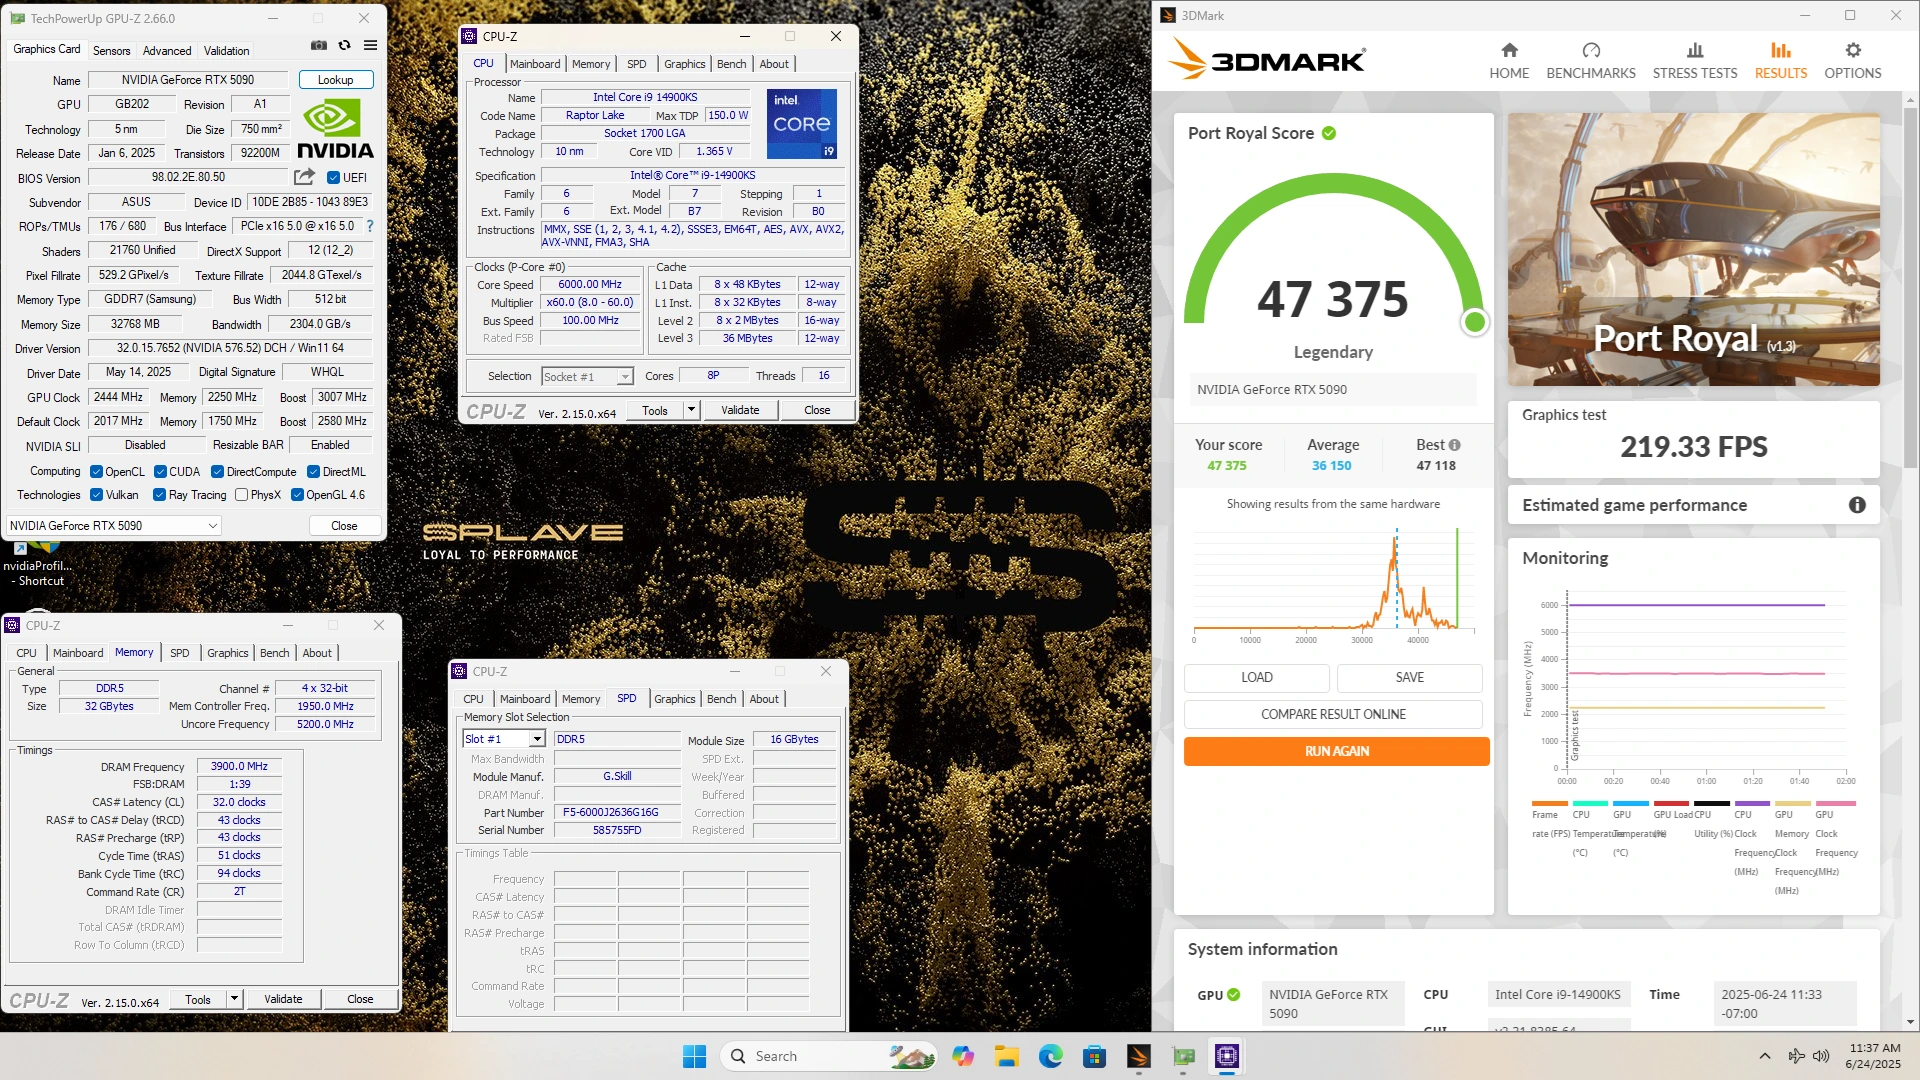 TechPowerUp GPU-Z 2.66.0
Graphics Card Sensors Advanced Validation
Name NVIDIA GeForce RTX 5090 Lookup
GPU GB202 Revision A1
Technology 5 nm Die Size 750 mm²
Release Date Jan 6, 2025 Transistors 92200M
NVIDIA
BIOS Version 98.02.2E.80.50 UEFI
Subvendor ASUS Device ID 10DE 2B85 - 1043 89E3
ROPs/TMUs 176 / 680 Bus Interface PCIe x16 5.0 @ x16 5.0 ?
Shaders 21760 Unified DirectX Support 12 (12_2)
Pixel Fillrate 529.2 GPixel/s Texture Fillrate 2044.8 GTexel/s
Memory Type GDDR7 (Samsung) Bus Width 512 bit
Memory Size 32768 MB Bandwidth 2304.0 GB/s
Driver Version 32.0.15.7652 (NVIDIA 576.52) DCH / Win11 64
Driver Date May 14, 2025 Digital Signature WHQL
GPU Clock 2444 MHz Memory 2250 MHz Boost 3007 MHz
Default Clock 2017 MHz Memory 1750 MHz Boost 2580 MHz
NVIDIA SLI Disabled Resizable BAR Enabled
Computing OpenCL CUDA DirectCompute DirectML
Technologies Vulkan Ray Tracing PhysX OpenGL 4.6
NVIDIA GeForce RTX 5090 Close
nvidiaProfil...
- Shortcut
CPU-Z
CPU Mainboard Memory SPD Graphics Bench About
Processor
Name Intel Core i9 14900KS
Code Name Raptor Lake Max TDP 150.0 W
Package Socket 1700 LGA
Technology 10 nm Core VID 1.365 V
intel
CORE
i9
Specification Intel® Core™ i9-14900KS
Family 6 Model 7 Stepping 1
Ext. Family 6 Ext. Model B7 Revision B0
Instructions MMX, SSE (1, 2, 3, 4.1, 4.2), SSSE3, EM64T, AES, AVX, AVX2,
AVX-VNNI, FMA3, SHA
Clocks (P-Core #0)
Core Speed 6000.00 MHz
Multiplier x60.0 (8.0 - 60.0)
Bus Speed 100.00 MHz
Rated FSB
Cache
L1 Data 8 x 48 KBytes 12-way
L1 Inst. 8 x 32 KBytes 8-way
Level 2 8 x 2 MBytes 16-way
Level 3 36 MBytes 12-way
Selection Socket #1 Cores 8P Threads 16
CPU-Z Ver. 2.15.0.x64 Tools Validate Close
SPLAVE
LOYAL TO PERFORMANCE
CPU-Z
CPU Mainboard Memory SPD Graphics Bench About
General
Type DDR5 Channel # 4 x 32-bit
Size 32 GBytes Mem Controller Freq. 1950.0 MHz
Uncore Frequency 5200.0 MHz
Timings
DRAM Frequency 3900.0 MHz
FSB:DRAM 1:39
CAS# Latency (CL) 32.0 clocks
RAS# to CAS# Delay (tRCD) 43 clocks
RAS# Precharge (tRP) 43 clocks
Cycle Time (tRAS) 51 clocks
Bank Cycle Time (tRC) 94 clocks
Command Rate (CR) 2T
DRAM Idle Timer
Total CAS# (tRDRAM)
Row To Column (tRCD)
CPU-Z Ver. 2.15.0.x64 Tools Validate Close
CPU-Z
CPU Mainboard Memory SPD Graphics Bench About
Memory Slot Selection
Slot #1 DDR5 Module Size 16 GBytes
Max Bandwidth SPD Ext.
Module Manuf. G.Skill Week/Year
DRAM Manuf. Buffered
Part Number F5-6000J2636G16G Correction
Serial Number 585755FD Registered
Timings Table
Frequency
CAS# Latency
RAS# to CAS#
RAS# Precharge
tRAS
tRC
Command Rate
Voltage
3DMark
3DMARK
HOME BENCHMARKS STRESS TESTS RESULTS OPTIONS
Port Royal Score
47 375
Legendary
NVIDIA GeForce RTX 5090
Your score Average Best
47 375 36 150 47 118
Showing results from the same hardware
0 10000 20000 30000 40000
LOAD SAVE
COMPARE RESULT ONLINE
RUN AGAIN
Port Royal (v1.3)
Graphics test
219.33 FPS
Estimated game performance
Monitoring
Frequency (MHz)
6000
5000
4000
3000
2000
1000
0
Graphics test
00:00 00:20 00:40 01:00 01:20 01:40 02:00
Frame rate (FPS)
CPU Temperature (°C)
GPU Temperature (°C)
GPU Load (%)
CPU Utility (%)
CPU Clock Frequency (MHz)
GPU Memory Clock Frequency (MHz)
GPU Clock Frequency (MHz)
System information
GPU NVIDIA GeForce RTX 5090
CPU Intel Core i9-14900KS
Time 2025-06-24 11:33 -07:00
Search
11:37 AM
6/24/2025